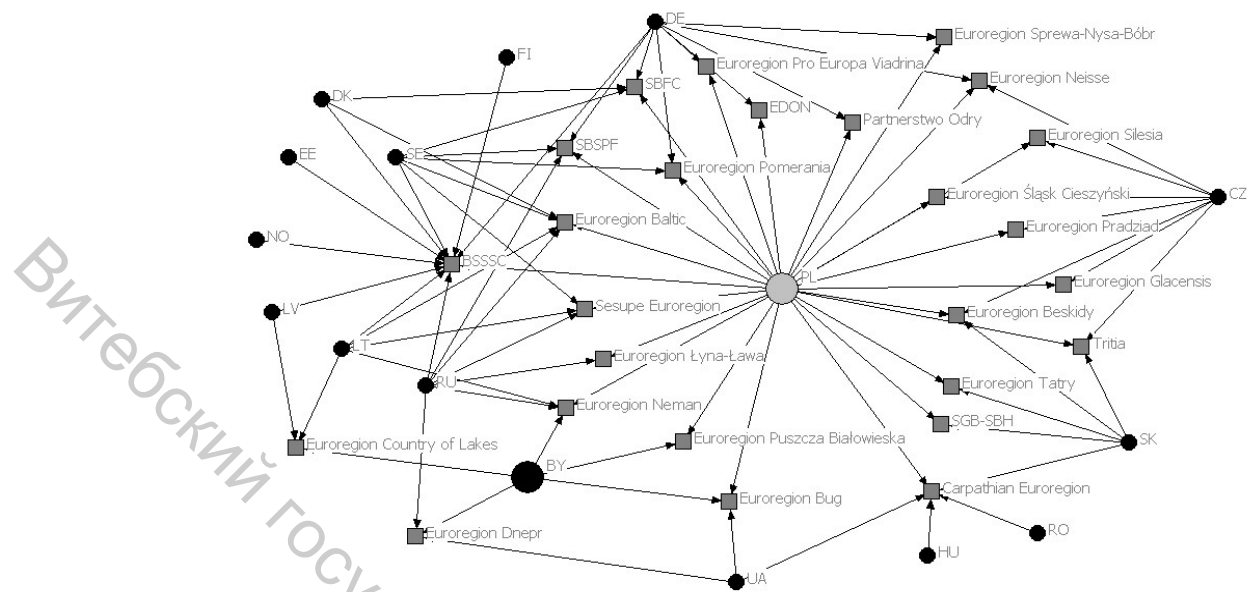 DE
Euroregion Sprewa-Nysa-Bóbr
FI
Euroregion Pro Europa Viadrina
Euroregion Neisse
SBFC
DK
EDON
Partnerstwo Odry
Euroregion Silesia
SBSPF
EE
SE
Euroregion Pomerania
Euroregion Śląsk Cieszyński
CZ
Euroregion Baltic
Euroregion Pradziad
NO
BSSSC
PL
Euroregion Glacensis
LV
Sesupe Euroregion
Euroregion Beskidy
LT
Tritia
Euroregion Łyna-Ława
RU
Euroregion Tatry
Euroregion Neman
SGB-SBH
Euroregion Country of Lakes
Euroregion Puszcza Białowieska
SK
BY
Carpathian Euroregion
Euroregion Bug
Euroregion Dnepr
RO
HU
UA
Витебский госу